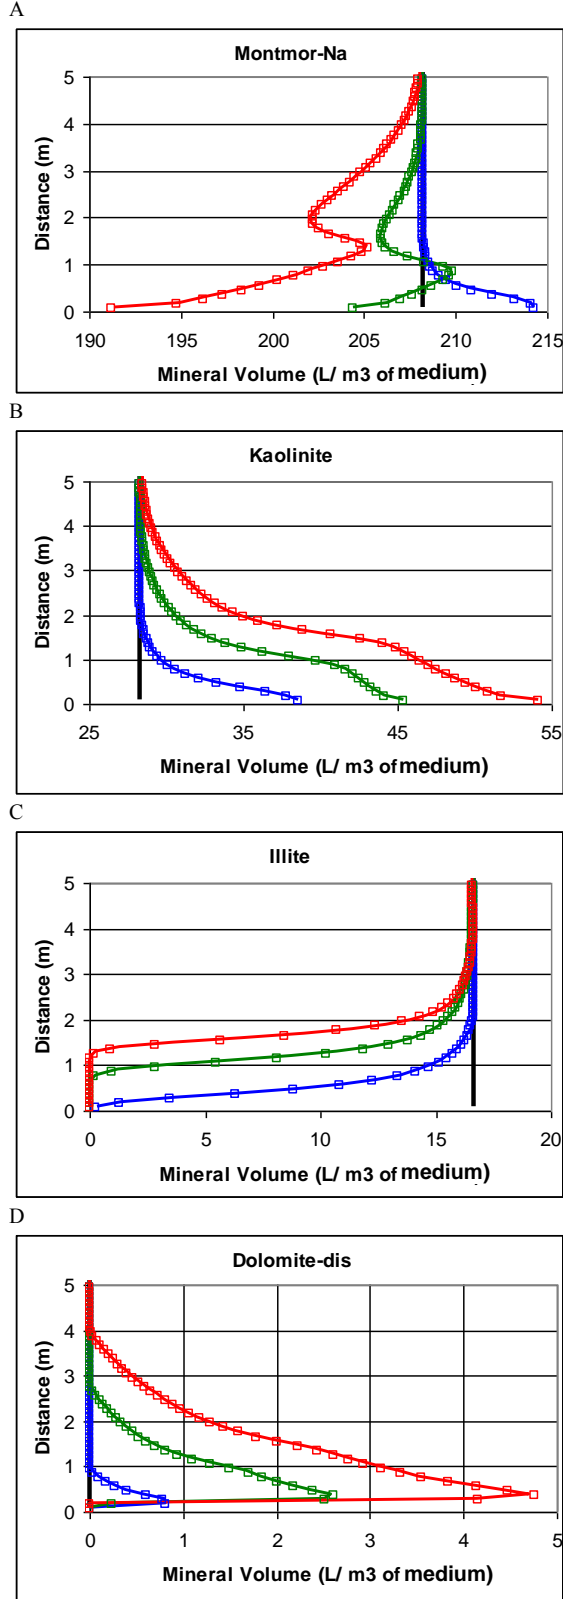 A
Montmor-Na
Distance (m)
5
4
3
2
1
0
190 195 200 205 210 215
Mineral Volume (L/ m3 of medium)
B
Kaolinite
Distance (m)
5
4
3
2
1
0
25 35 45 55
Mineral Volume (L/ m3 of medium)
C
Illite
Distance (m)
5
4
3
2
1
0
0 5 10 15 20
Mineral Volume (L/ m3 of medium)
D
Dolomite-dis
Distance (m)
5
4
3
2
1
0
0 1 2 3 4 5
Mineral Volume (L/ m3 of medium)